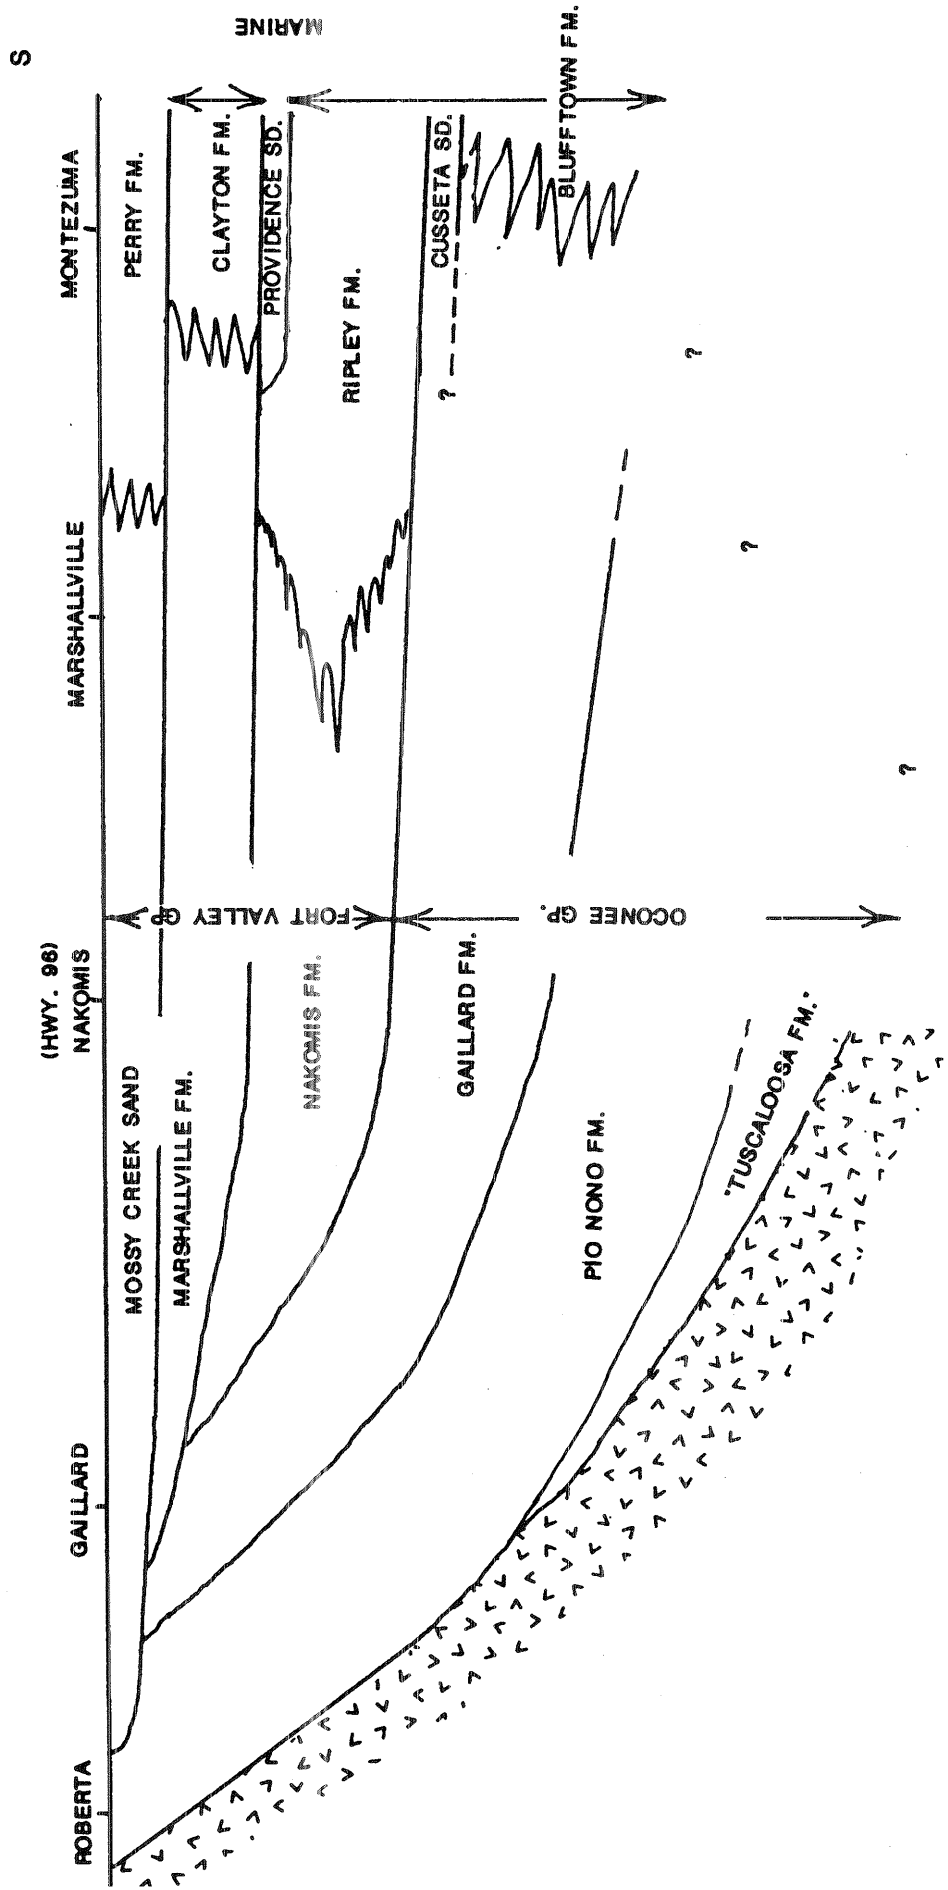 S
ROBERTA
GAILLARD
(HWY. 96)
NAKOMIS
MARSHALLVILLE
MONTEZUMA
MOSSY CREEK SAND
MARSHALLVILLE FM.
NAKOMIS FM.
GAILLARD FM.
PIO NONO FM.
"TUSCALOOSA FM."
FORT VALLEY GP.
OCONEE GP.
PERRY FM.
CLAYTON FM.
PROVIDENCE SD.
RIPLEY FM.
CUSSETA SD.
BLUFFTOWN FM.
MARINE
?
?
?
?